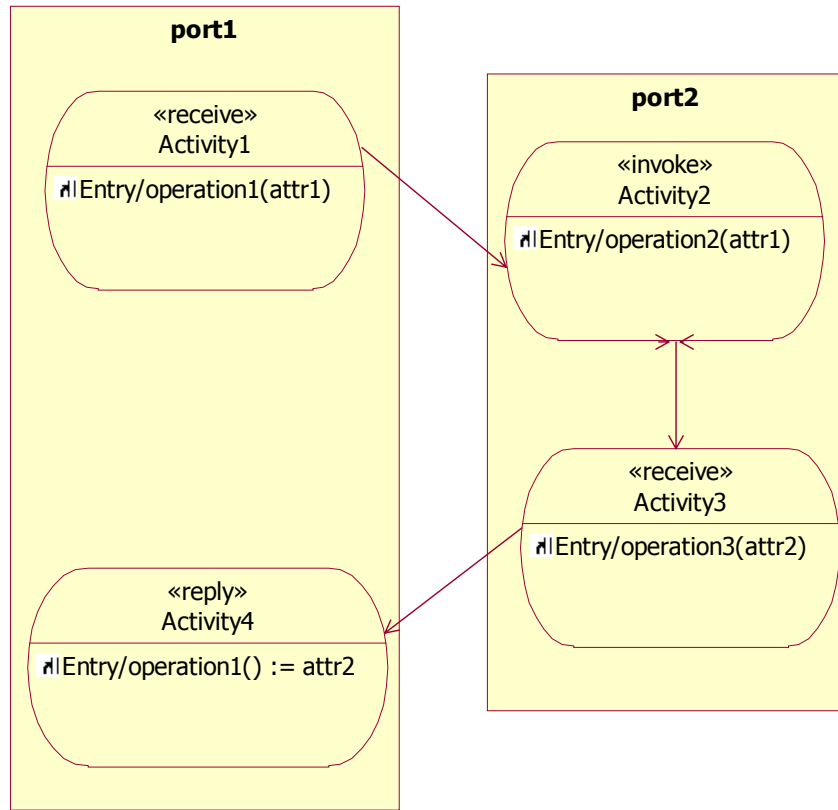 port1
«receive»
Activity1
Entry/operation1(attr1)
«reply»
Activity4
Entry/operation1() := attr2
port2
«invoke»
Activity2
Entry/operation2(attr1)
«receive»
Activity3
Entry/operation3(attr2)